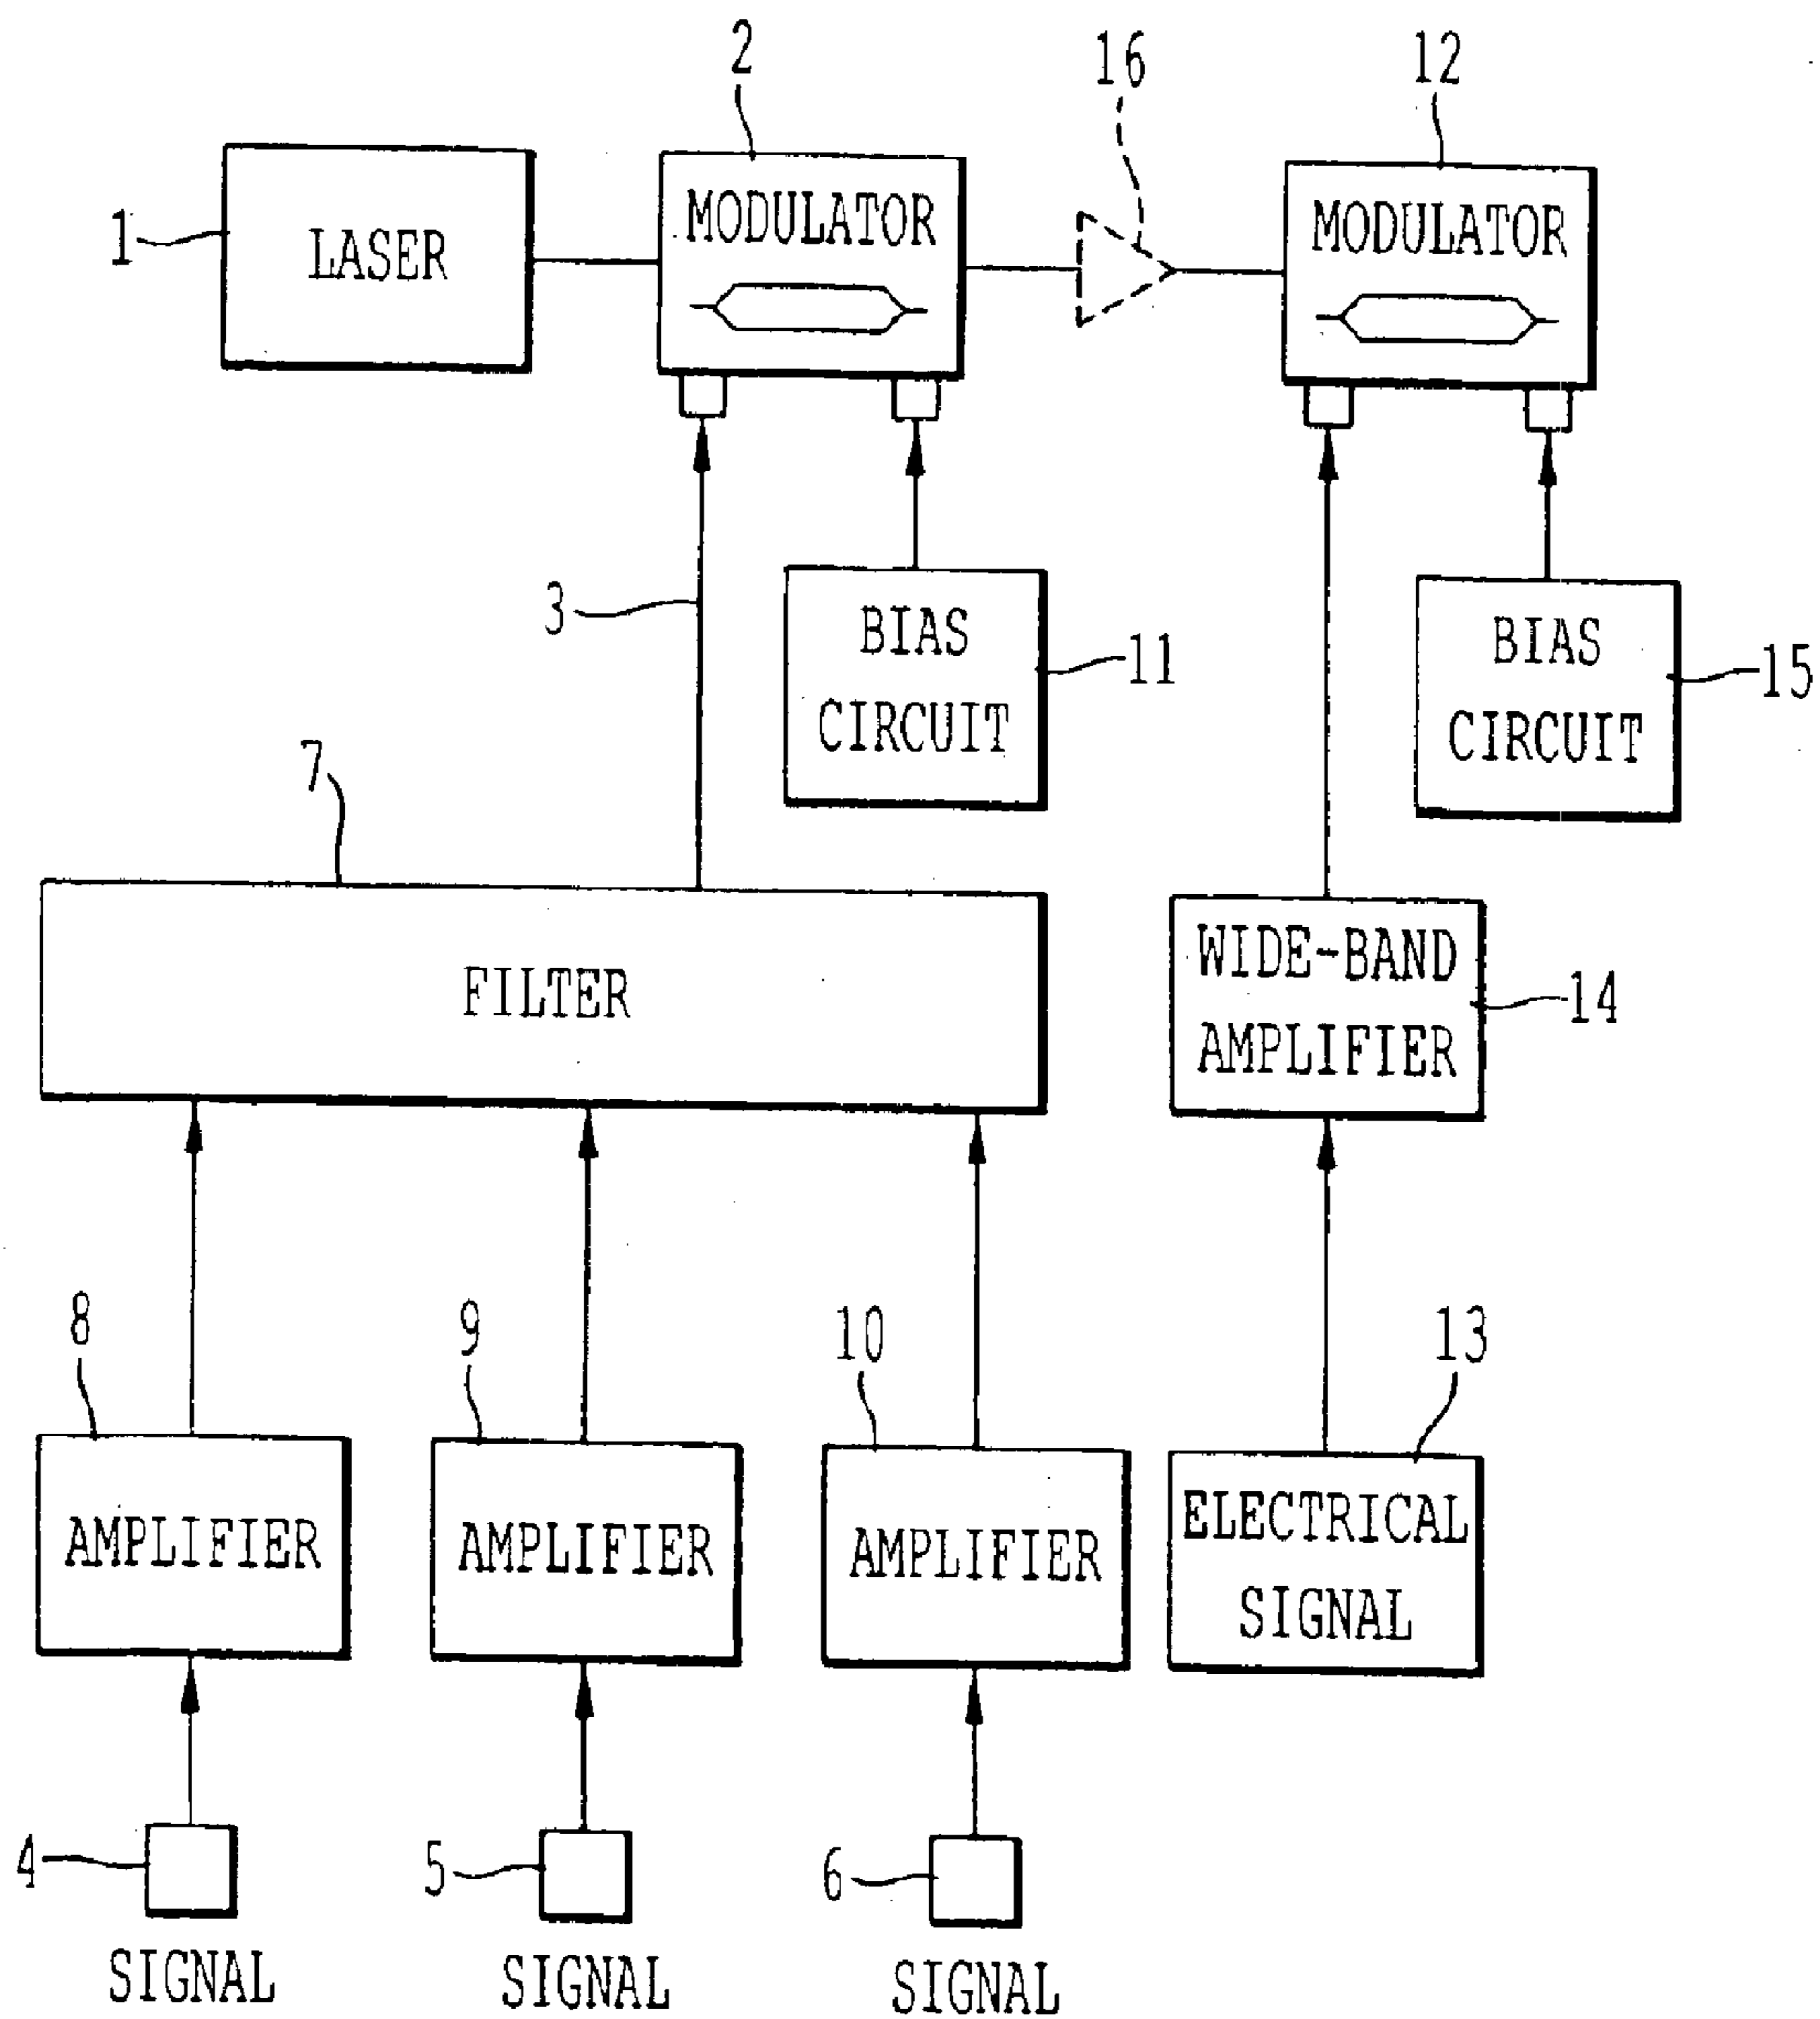 2
16
12
1
LASER
MODULATOR
MODULATOR
3
BIAS
CIRCUIT
11
BIAS
CIRCUIT
15
7
FILTER
WIDE-BAND
AMPLIFIER
14
8
9
10
13
AMPLIFIER
AMPLIFIER
AMPLIFIER
ELECTRICAL
SIGNAL
4
5
6
SIGNAL
SIGNAL
SIGNAL